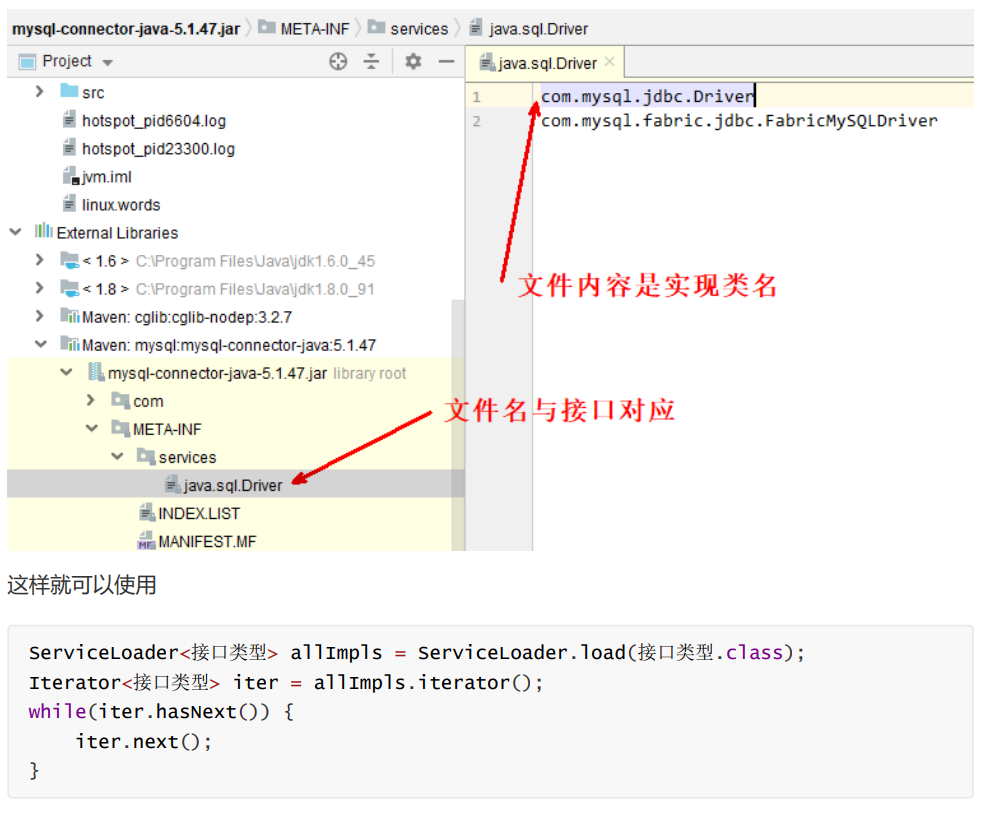 mysql-connector-java-5.1.47.jar META-INF services java.sql.Driver
Project
java.sql.Driver
src
hotspot_pid6604.log
hotspot_pid23300.log
jvm.iml
linux.words
External Libraries
< 1.6 > C:\Program Files\Java\jdk1.6.0_45
< 1.8 > C:\Program Files\Java\jdk1.8.0_91
Maven: cglib:cglib-nodep:3.2.7
Maven: mysql:mysql-connector-java:5.1.47
mysql-connector-java-5.1.47.jar library root
com
META-INF
services
java.sql.Driver
INDEX.LIST
MF MANIFEST.MF
1 com.mysql.jdbc.Driver
2 com.mysql.fabric.jdbc.FabricMySQLDriver
文件内容是实现类名
文件名与接口对应
这样就可以使用
ServiceLoader<接口类型> allImpls = ServiceLoader.load(接口类型.class);
Iterator<接口类型> iter = allImpls.iterator();
while(iter.hasNext()) {
    iter.next();
}